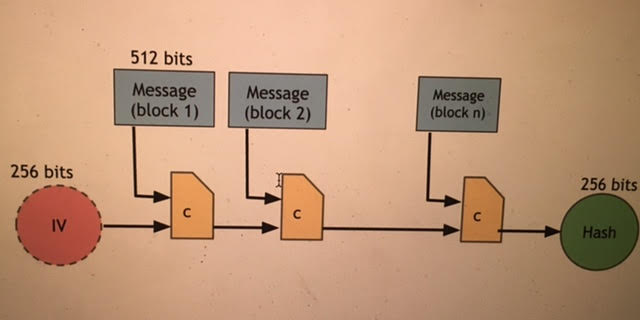 512 bits
Message
(block 1)
Message
(block 2)
Message
(block n)
256 bits
IV
c
c
c
256 bits
Hash